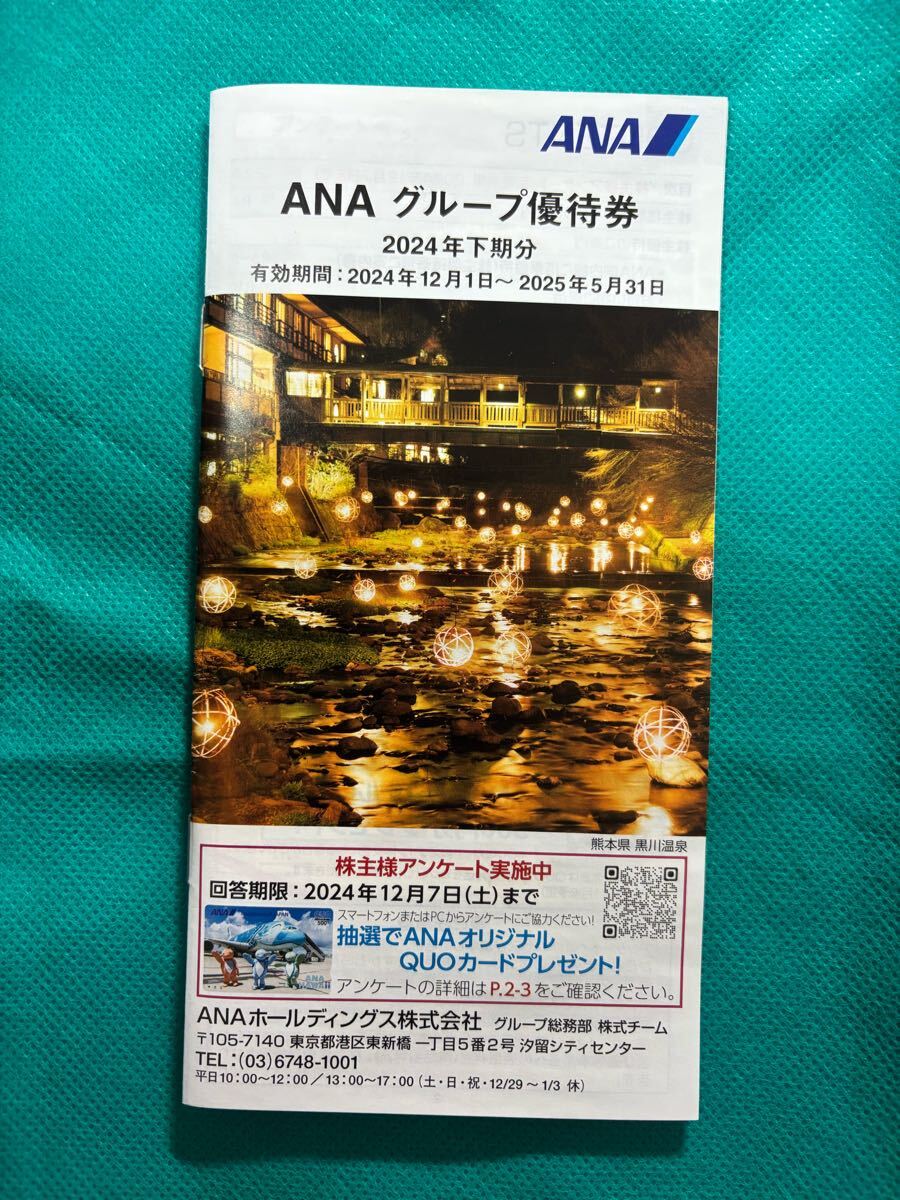 ANA
ANA グループ優待券
2024年下期分
有効期間：2024年12月1日～2025年5月31日
熊本県 黒川温泉
株主様アンケート実施中
回答期限：2024年12月7日(土)まで
スマートフォンまたはPCからアンケートにご協力ください!
抽選でANAオリジナル
QUOカードプレゼント!
アンケートの詳細はP.2-3をご確認ください。
ANAホールディングス株式会社 グループ総務部 株式チーム
〒105-7140 東京都港区東新橋一丁目5番2号 汐留シティセンター
TEL：(03)6748-1001
平日10：00～12：00／13：00～17：00（土・日・祝・12/29～1/3 休）